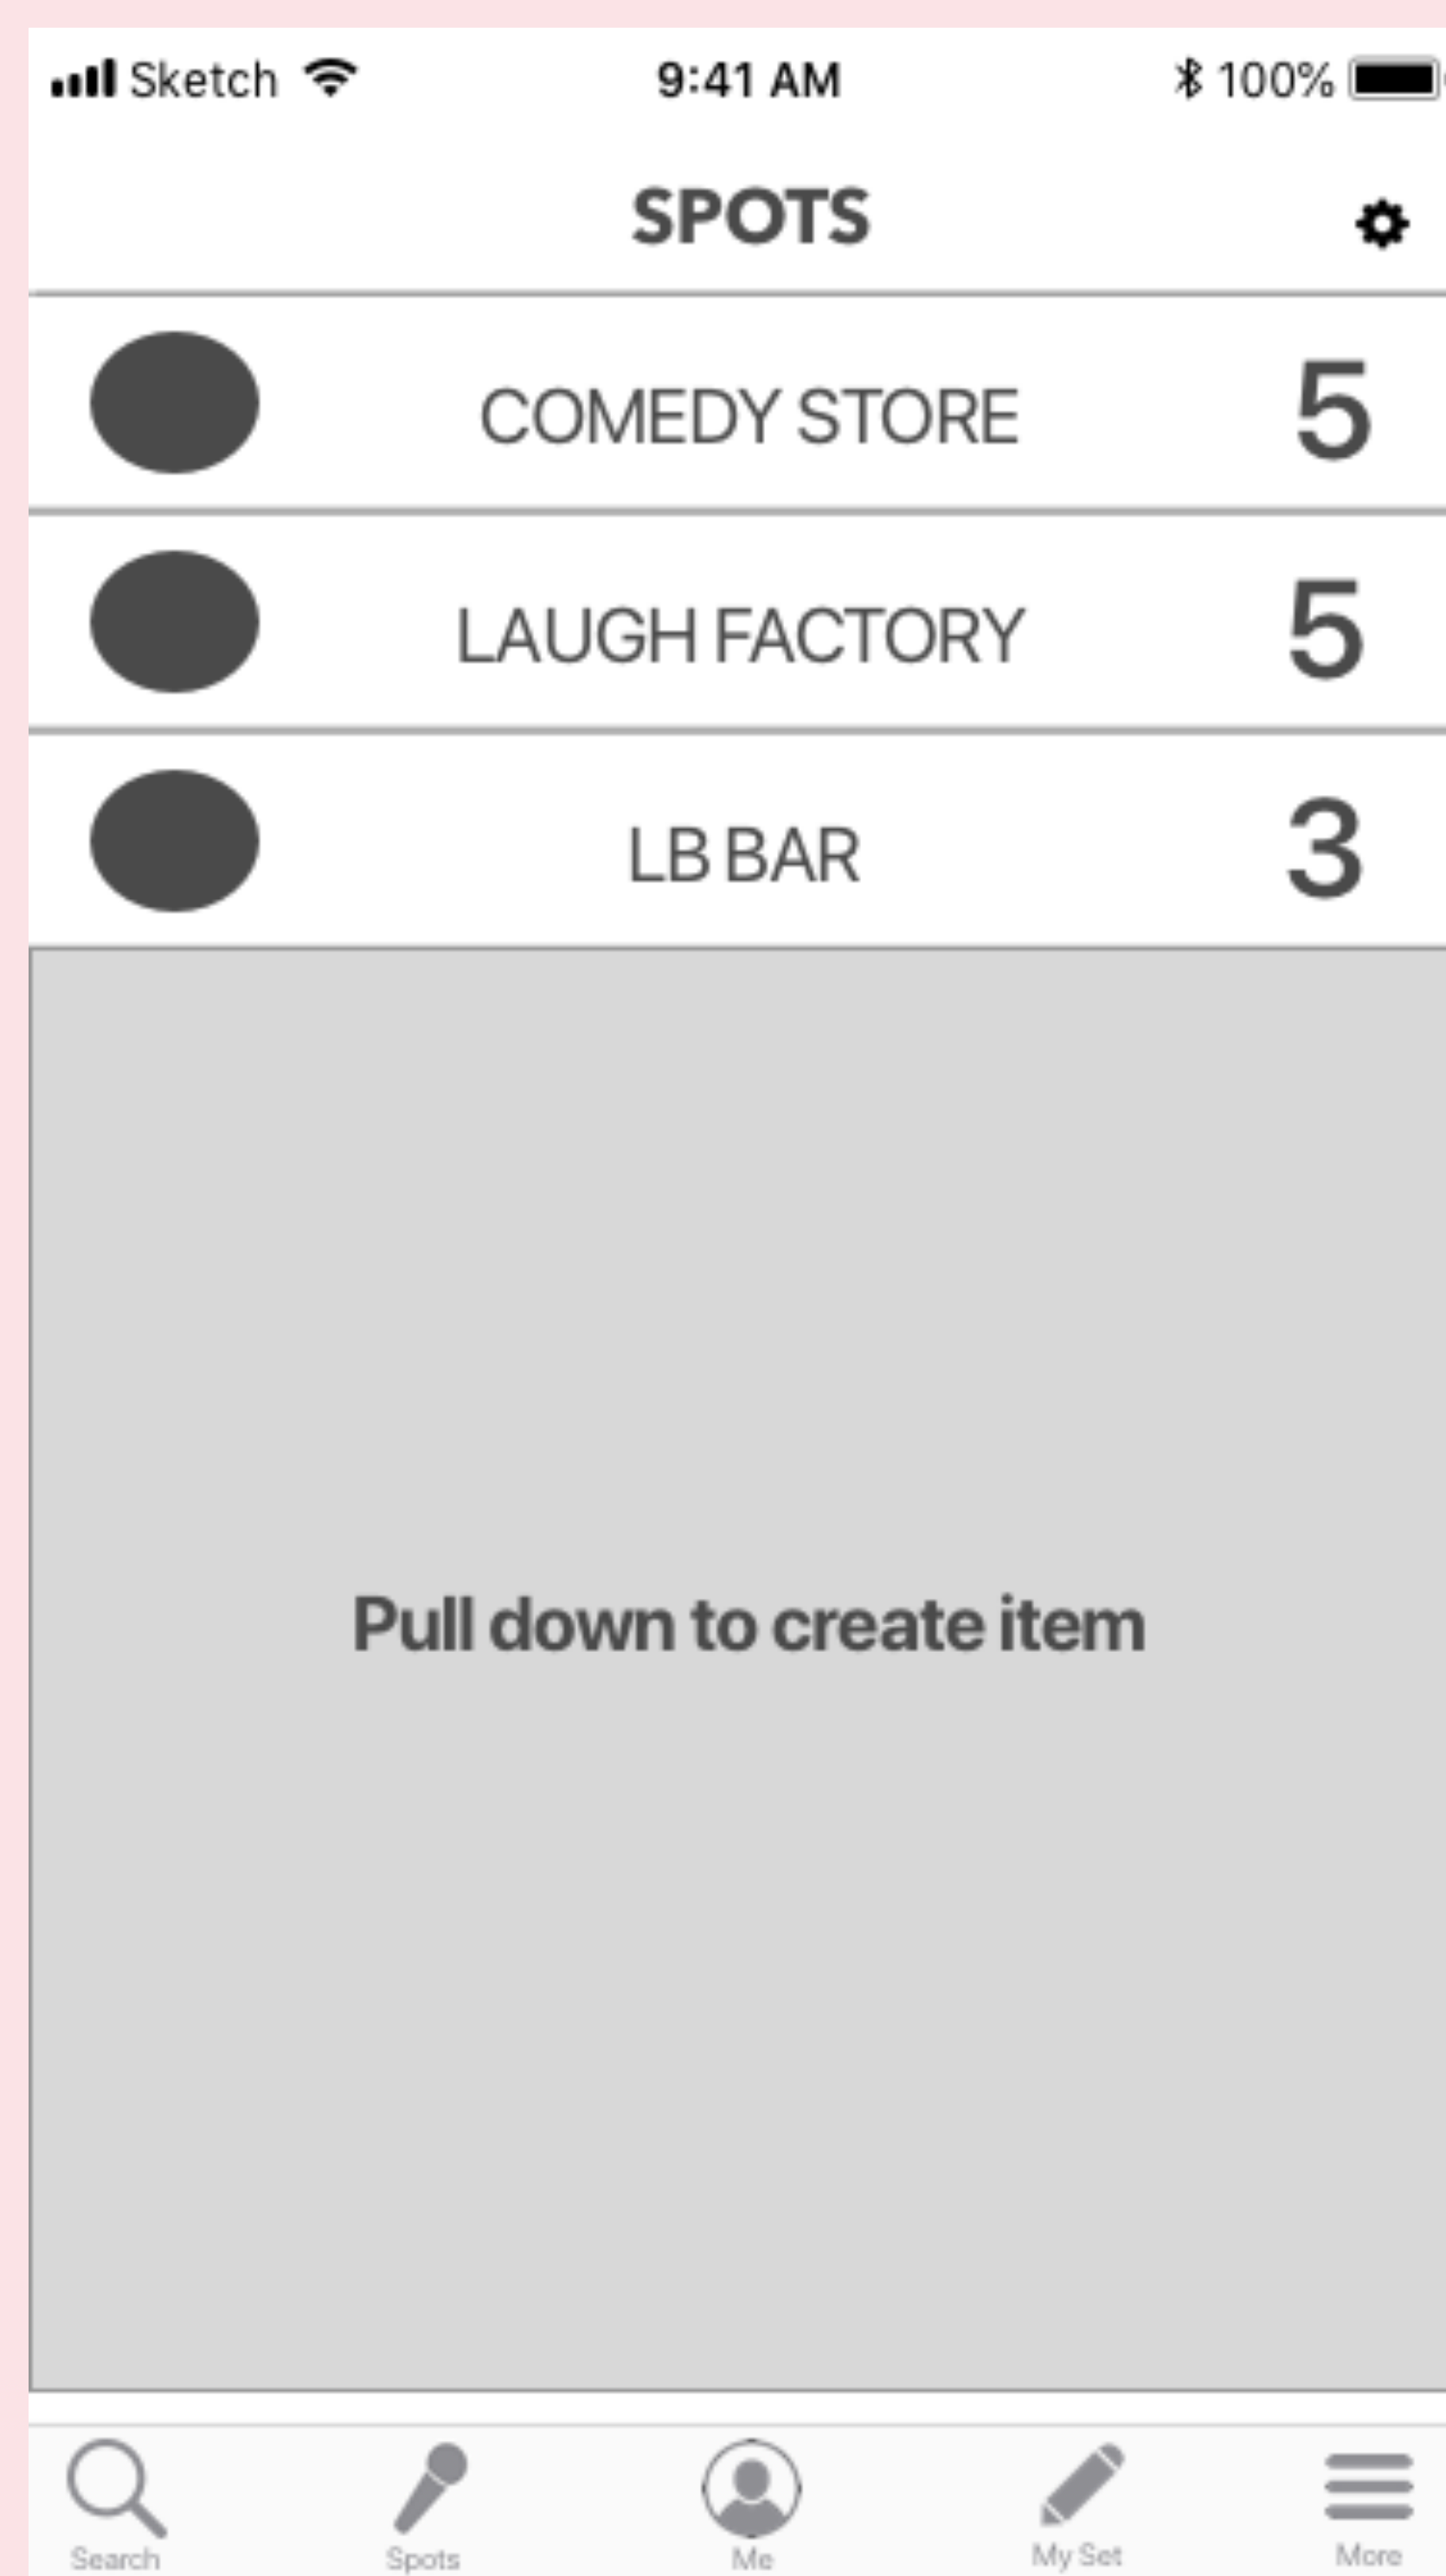 Sketch 9:41 AM 100%
SPOTS
COMEDY STORE 5
LAUGH FACTORY 5
LB BAR 3
Pull down to create item
Search Spots Me My Set More